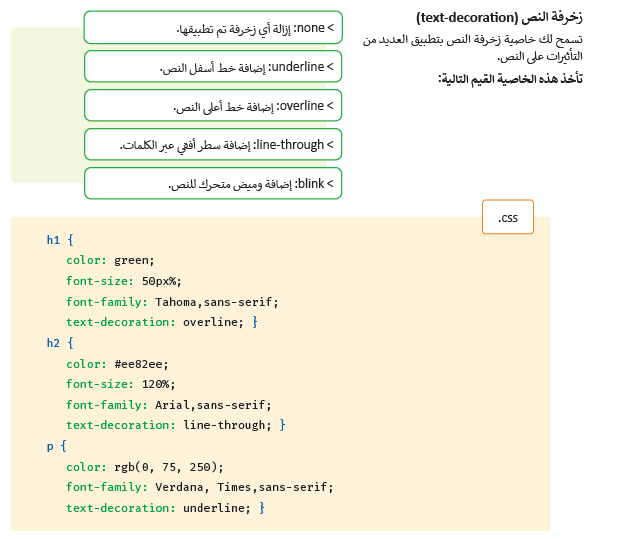 زخرفة النص (text-decoration)
تسمح لك خاصية زخرفة النص بتطبيق العديد من
التأثيرات على النص.
تأخذ هذه الخاصية القيم التالية:
> none: إزالة أي زخرفة تم تطبيقها.
> underline: إضافة خط أسفل النص.
> overline: إضافة خط أعلى النص.
> line-through: إضافة سطر أفقي عبر الكلمات.
> blink: إضافة وميض متحرك للنص.
.css
h1 {
color: green;
font-size: 50px%;
font-family: Tahoma,sans-serif;
text-decoration: overline; }
h2 {
color: #ee82ee;
font-size: 120%;
font-family: Arial,sans-serif;
text-decoration: line-through; }
p {
color: rgb(0, 75, 250);
font-family: Verdana, Times,sans-serif;
text-decoration: underline; }